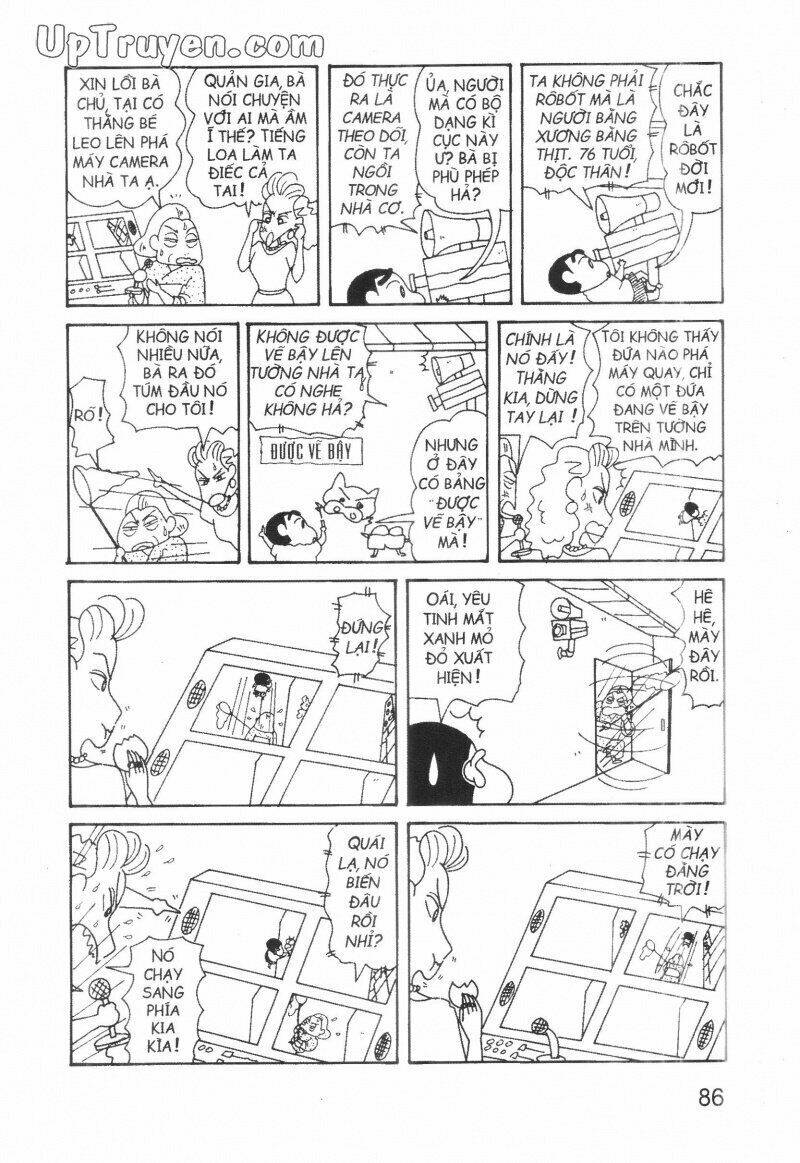 UpTruyen.com
CHẮC
ĐÂY
LÀ
RÔBỐT
ĐỜI
MỚI!
TA KHÔNG PHẢI
RÔBỐT MÀ LÀ
NGƯỜI BẰNG
XƯƠNG BẰNG
THỊT. 76 TUỔI,
ĐỘC THÂN!
ỦA, NGƯỜI
MÀ CÓ BỘ
DẠNG KÌ
CỤC NÀY
Ư? BÀ BỊ
PHÙ PHÉP
HẢ?
ĐÓ THỰC
RA LÀ
CAMERA
THEO DÕI,
CÒN TA
NGỒI
TRONG
NHÀ CƠ.
QUẢN GIA, BÀ
NÓI CHUYỆN
VỚI AI MÀ ẦM
Ĩ THẾ? TIẾNG
LOA LÀM TA
ĐIẾC CẢ
TAI!
XIN LỖI BÀ
CHỦ, TẠI CÓ
THẰNG BÉ
LEO LÊN PHÁ
MÁY CAMERA
NHÀ TA Ạ.
TÔI KHÔNG THẤY
ĐỨA NÀO PHÁ
MÁY QUAY, CHỈ
CÓ MỘT ĐỨA
ĐANG VẼ BẬY
TRÊN TƯỜNG
NHÀ MÌNH.
CHÍNH LÀ
NÓ ĐẤY!
THẰNG
KIA, DỪNG
TAY LẠI!
KHÔNG ĐƯỢC
VẼ BẬY LÊN
TƯỜNG NHÀ TA
CÓ NGHE
KHÔNG HẢ?
ĐƯỢC VẼ BẬY
NHƯNG
Ở ĐÂY
CÓ BẢNG
"ĐƯỢC
VẼ BẬY"
MÀ!
KHÔNG NÓI
NHIỀU NỮA,
BÀ RA ĐÓ
TÚM ĐẦU NÓ
CHO TÔI!
RÕ!
HÊ
HÊ,
MÀY
ĐÂY
RỒI.
OÁI, YÊU
TINH MẮT
XANH MỎ
ĐỎ XUẤT
HIỆN!
ĐỨNG
LẠI!
MÀY
CÓ CHẠY
ĐẰNG
TRỜI!
QUÁI
LẠ, NÓ
BIẾN
ĐÂU
RỒI
NHỈ?
NÓ
CHẠY
SANG
PHÍA
KIA
KÌA!
86